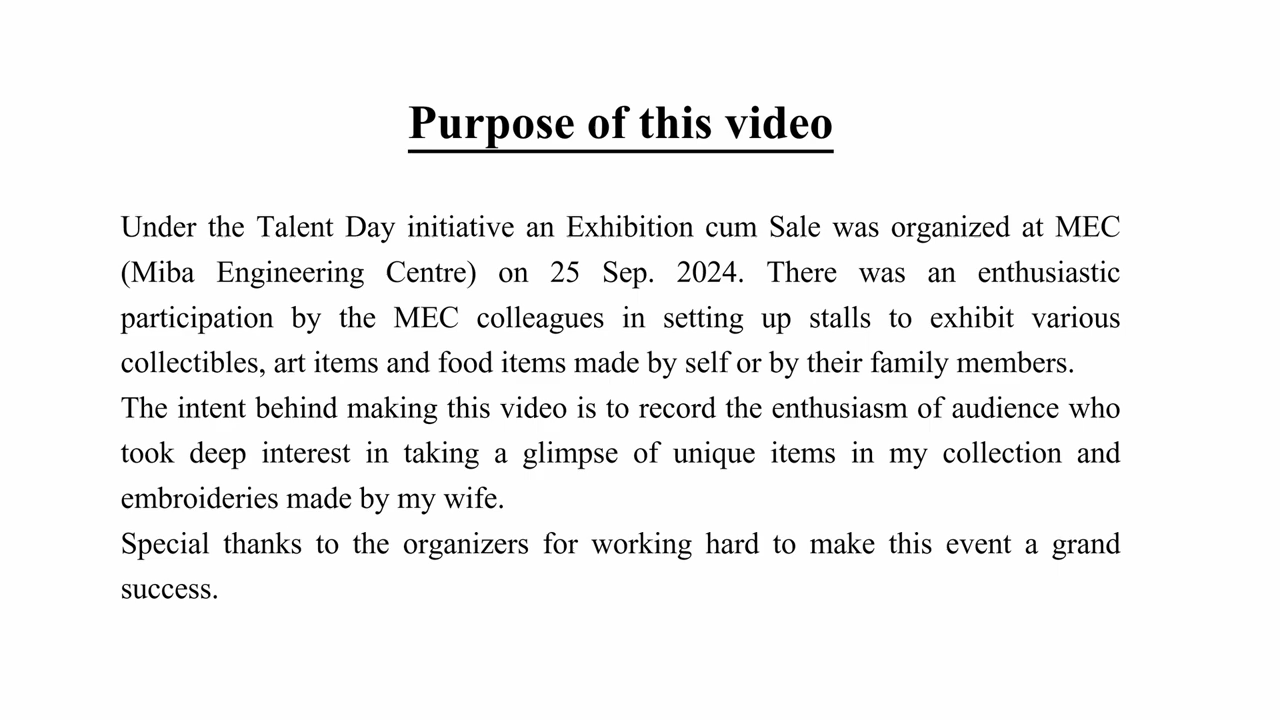 Purpose of this video
Under the Talent Day initiative an Exhibition cum Sale was organized at MEC
(Miba Engineering Centre) on 25 Sep. 2024. There was an enthusiastic
participation by the MEC colleagues in setting up stalls to exhibit various
collectibles, art items and food items made by self or by their family members.
The intent behind making this video is to record the enthusiasm of audience who
took deep interest in taking a glimpse of unique items in my collection and
embroideries made by my wife.
Special thanks to the organizers for working hard to make this event a grand
success.